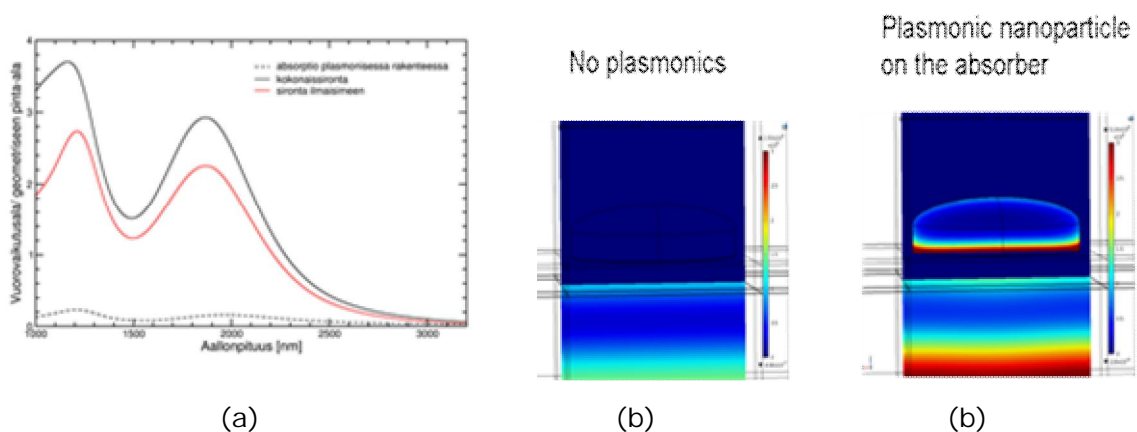 absorptio plasmonisessa rakenteessa
kokonaissironta
sironta ilmaisimeen
Vuorovaikutusala/ geometriseen pinta-ala
4
3
2
1
0
1000
1500
2000
2500
3000
Aallonpituus [nm]
No plasmonics
Plasmonic nanoparticle
on the absorber
(a)
(b)
(b)